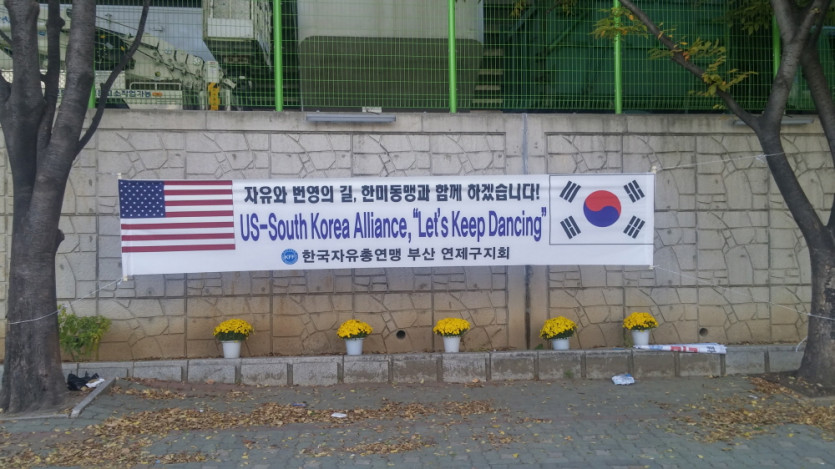 자유와 번영의 길, 한미동맹과 함께 하겠습니다!
US-South Korea Alliance, "Let's Keep Dancing"
한국자유총연맹 부산 연제구지회